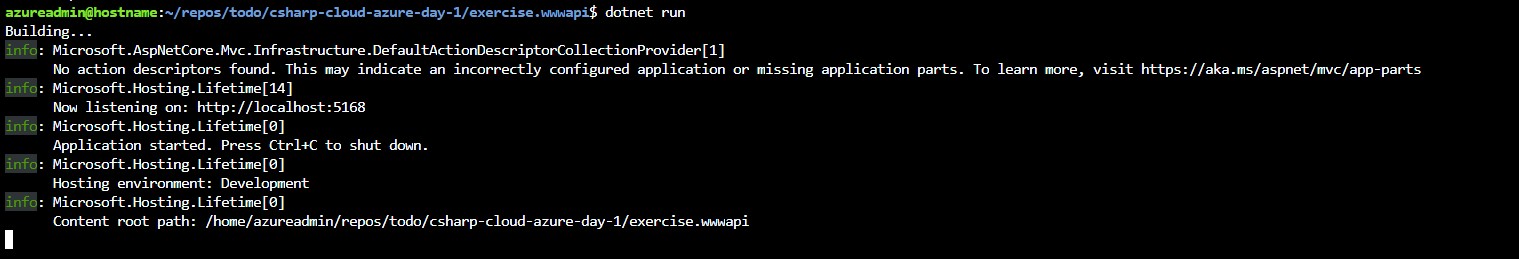 azureadmin@hostname:~/repos/todo/csharp-cloud-azure-day-1/exercise.wwwapi$ dotnet run
Building...
info: Microsoft.AspNetCore.Mvc.Infrastructure.DefaultActionDescriptorCollectionProvider[1]
      No action descriptors found. This may indicate an incorrectly configured application or missing application parts. To learn more, visit https://aka.ms/aspnet/mvc/app-parts
info: Microsoft.Hosting.Lifetime[14]
      Now listening on: http://localhost:5168
info: Microsoft.Hosting.Lifetime[0]
      Application started. Press Ctrl+C to shut down.
info: Microsoft.Hosting.Lifetime[0]
      Hosting environment: Development
info: Microsoft.Hosting.Lifetime[0]
      Content root path: /home/azureadmin/repos/todo/csharp-cloud-azure-day-1/exercise.wwwapi